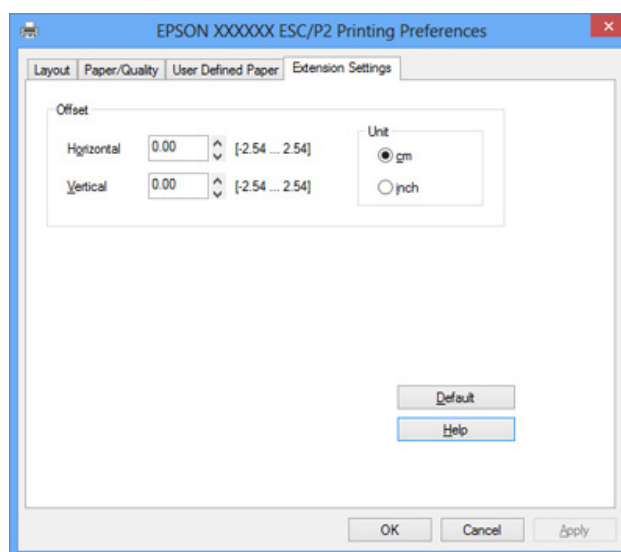 EPSON XXXXXX ESC/P2 Printing Preferences
Layout Paper/Quality User Defined Paper Extension Settings
Offset
Horizontal 0.00 [-2.54 ... 2.54]
Vertical 0.00 [-2.54 ... 2.54]
Unit
cm
inch
Default
Help
OK Cancel Apply